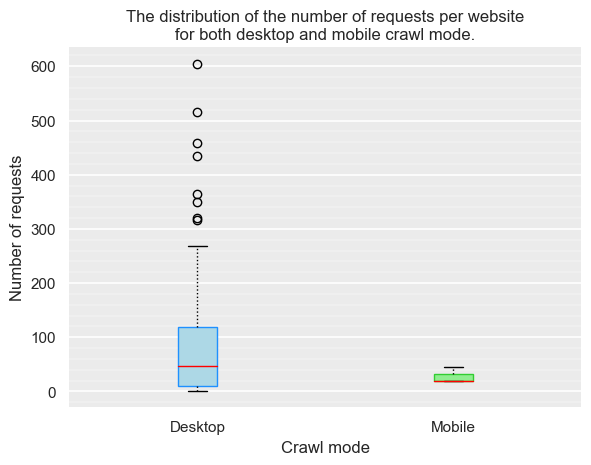 The distribution of the number of requests per website
for both desktop and mobile crawl mode.
Number of requests
600
500
400
300
200
100
0
Desktop
Mobile
Crawl mode